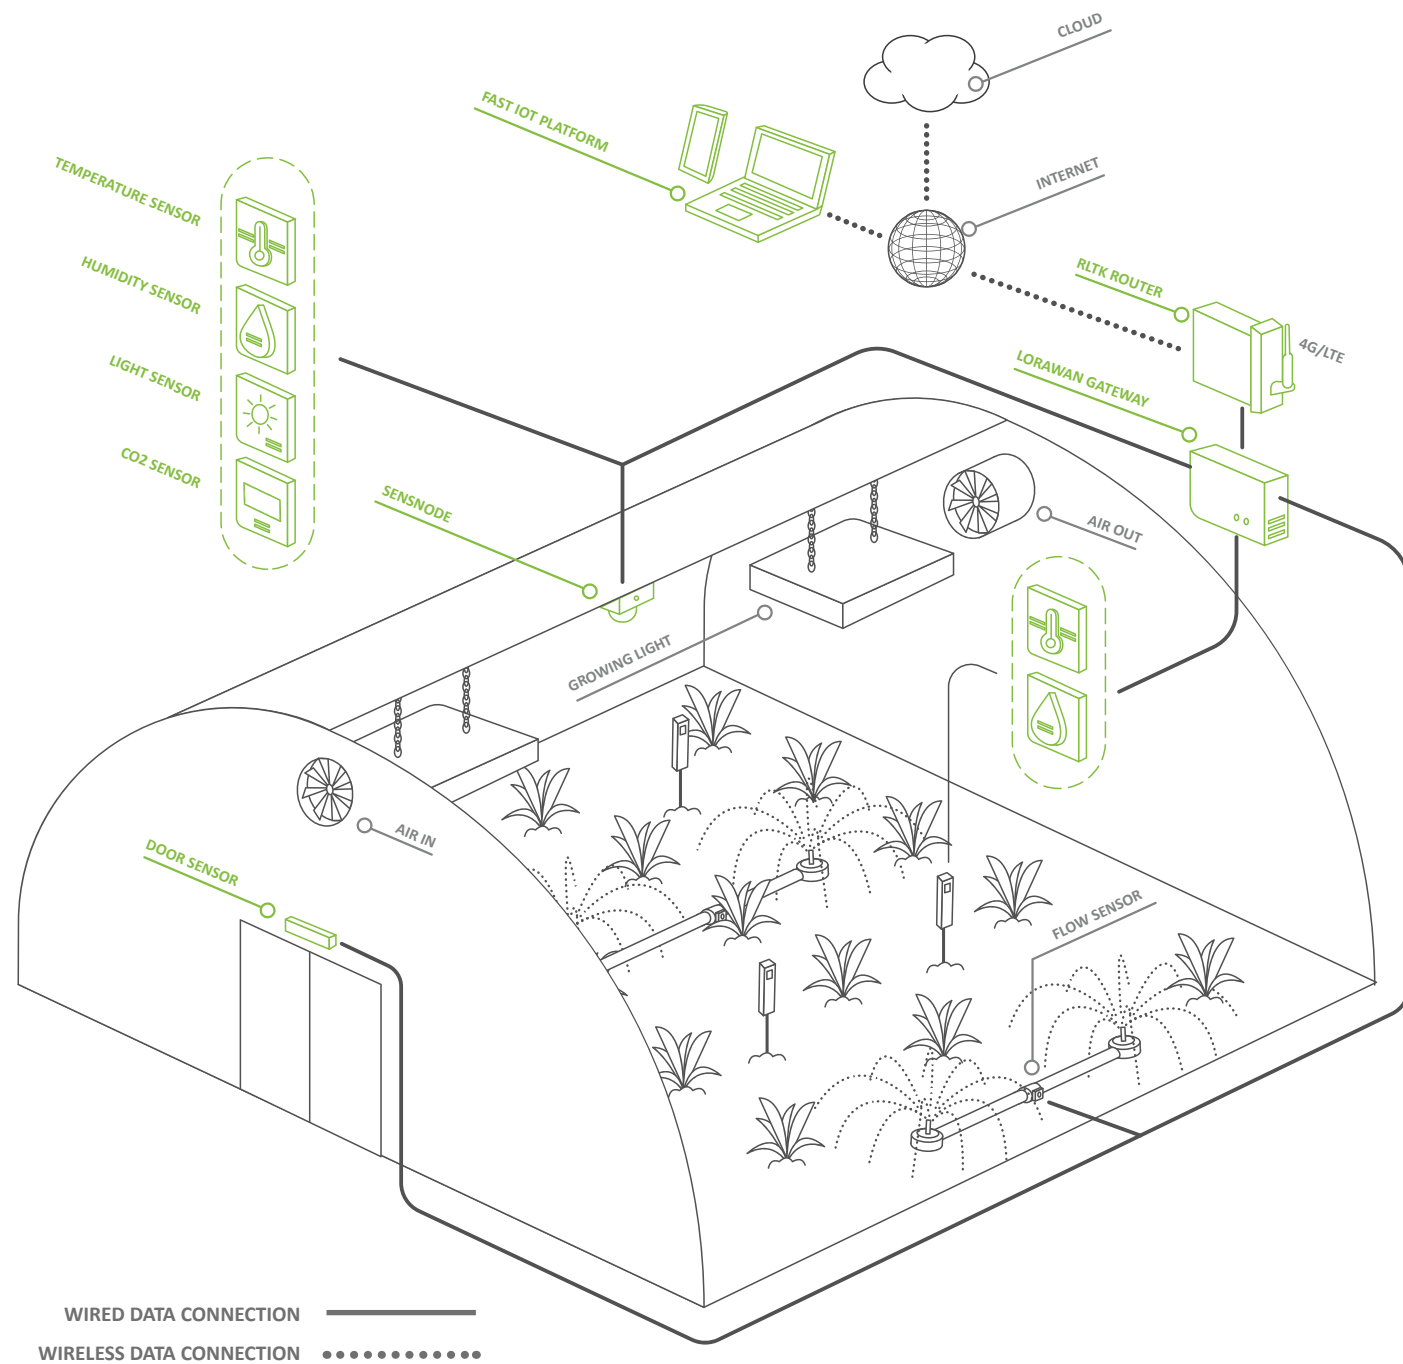 CLOUD
FAST IOT PLATFORM
INTERNET
TEMPERATURE SENSOR
HUMIDITY SENSOR
LIGHT SENSOR
CO2 SENSOR
RLTK ROUTER
4G/LTE
LORAWAN GATEWAY
SENSNODE
AIR OUT
GROWING LIGHT
AIR IN
DOOR SENSOR
FLOW SENSOR
WIRED DATA CONNECTION
WIRELESS DATA CONNECTION